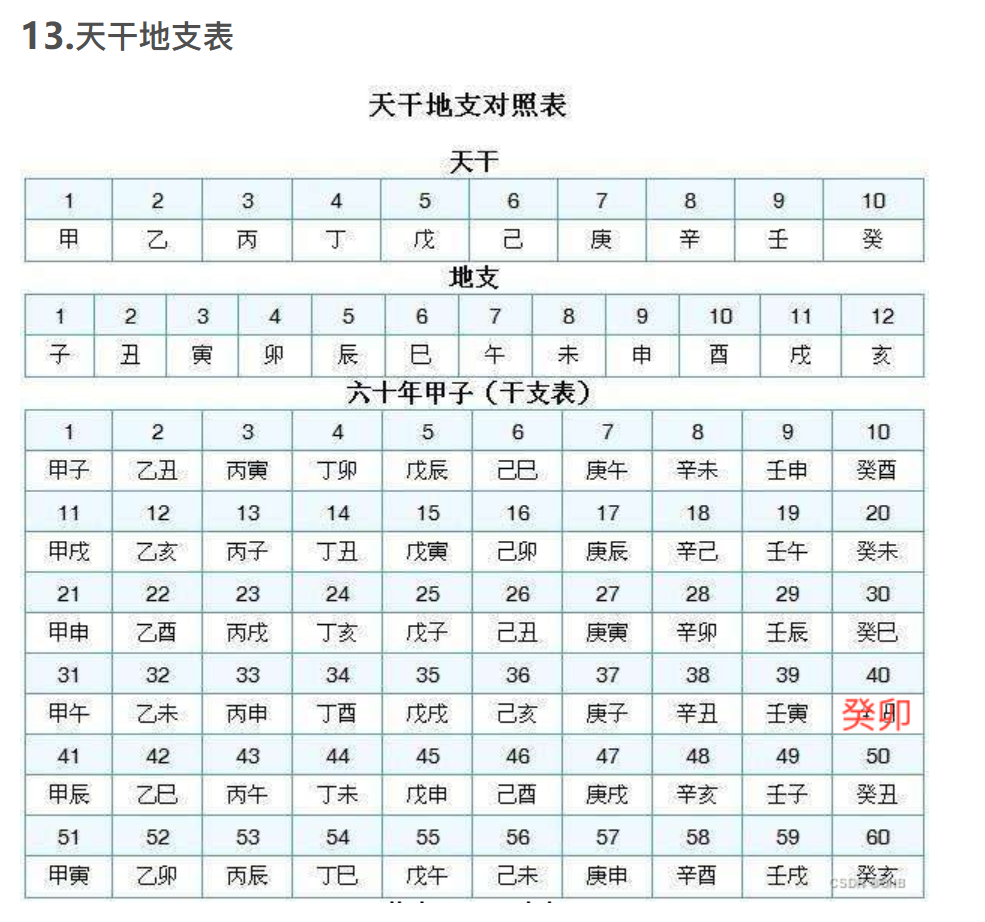 13.天干地支表
天干地支对照表
天干
1 2 3 4 5 6 7 8 9 10
甲 乙 丙 丁 戊 己 庚 辛 壬 癸
地支
1 2 3 4 5 6 7 8 9 10 11 12
子 丑 寅 卯 辰 巳 午 未 申 酉 戌 亥
六十年甲子（干支表）
1 2 3 4 5 6 7 8 9 10
甲子 乙丑 丙寅 丁卯 戊辰 己巳 庚午 辛未 壬申 癸酉
11 12 13 14 15 16 17 18 19 20
甲戌 乙亥 丙子 丁丑 戊寅 己卯 庚辰 辛己 壬午 癸未
21 22 23 24 25 26 27 28 29 30
甲申 乙酉 丙戌 丁亥 戊子 己丑 庚寅 辛卯 壬辰 癸巳
31 32 33 34 35 36 37 38 39 40
甲午 乙未 丙申 丁酉 戊戌 己亥 庚子 辛丑 壬寅 癸卯
41 42 43 44 45 46 47 48 49 50
甲辰 乙巳 丙午 丁未 戊申 己酉 庚戌 辛亥 壬子 癸丑
51 52 53 54 55 56 57 58 59 60
甲寅 乙卯 丙辰 丁巳 戊午 己未 庚申 辛酉 壬戌 癸亥
CSDN